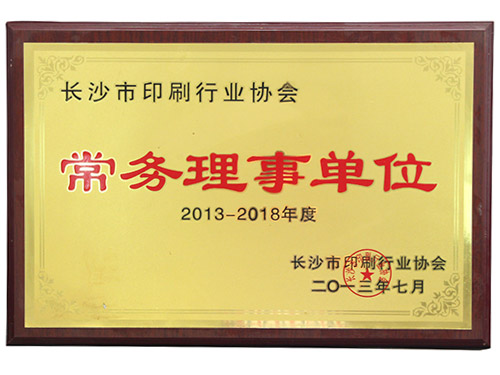 长沙市印刷行业协会
常务理事单位
2013-2018年度
长沙市印刷行业协会
二〇一三年七月